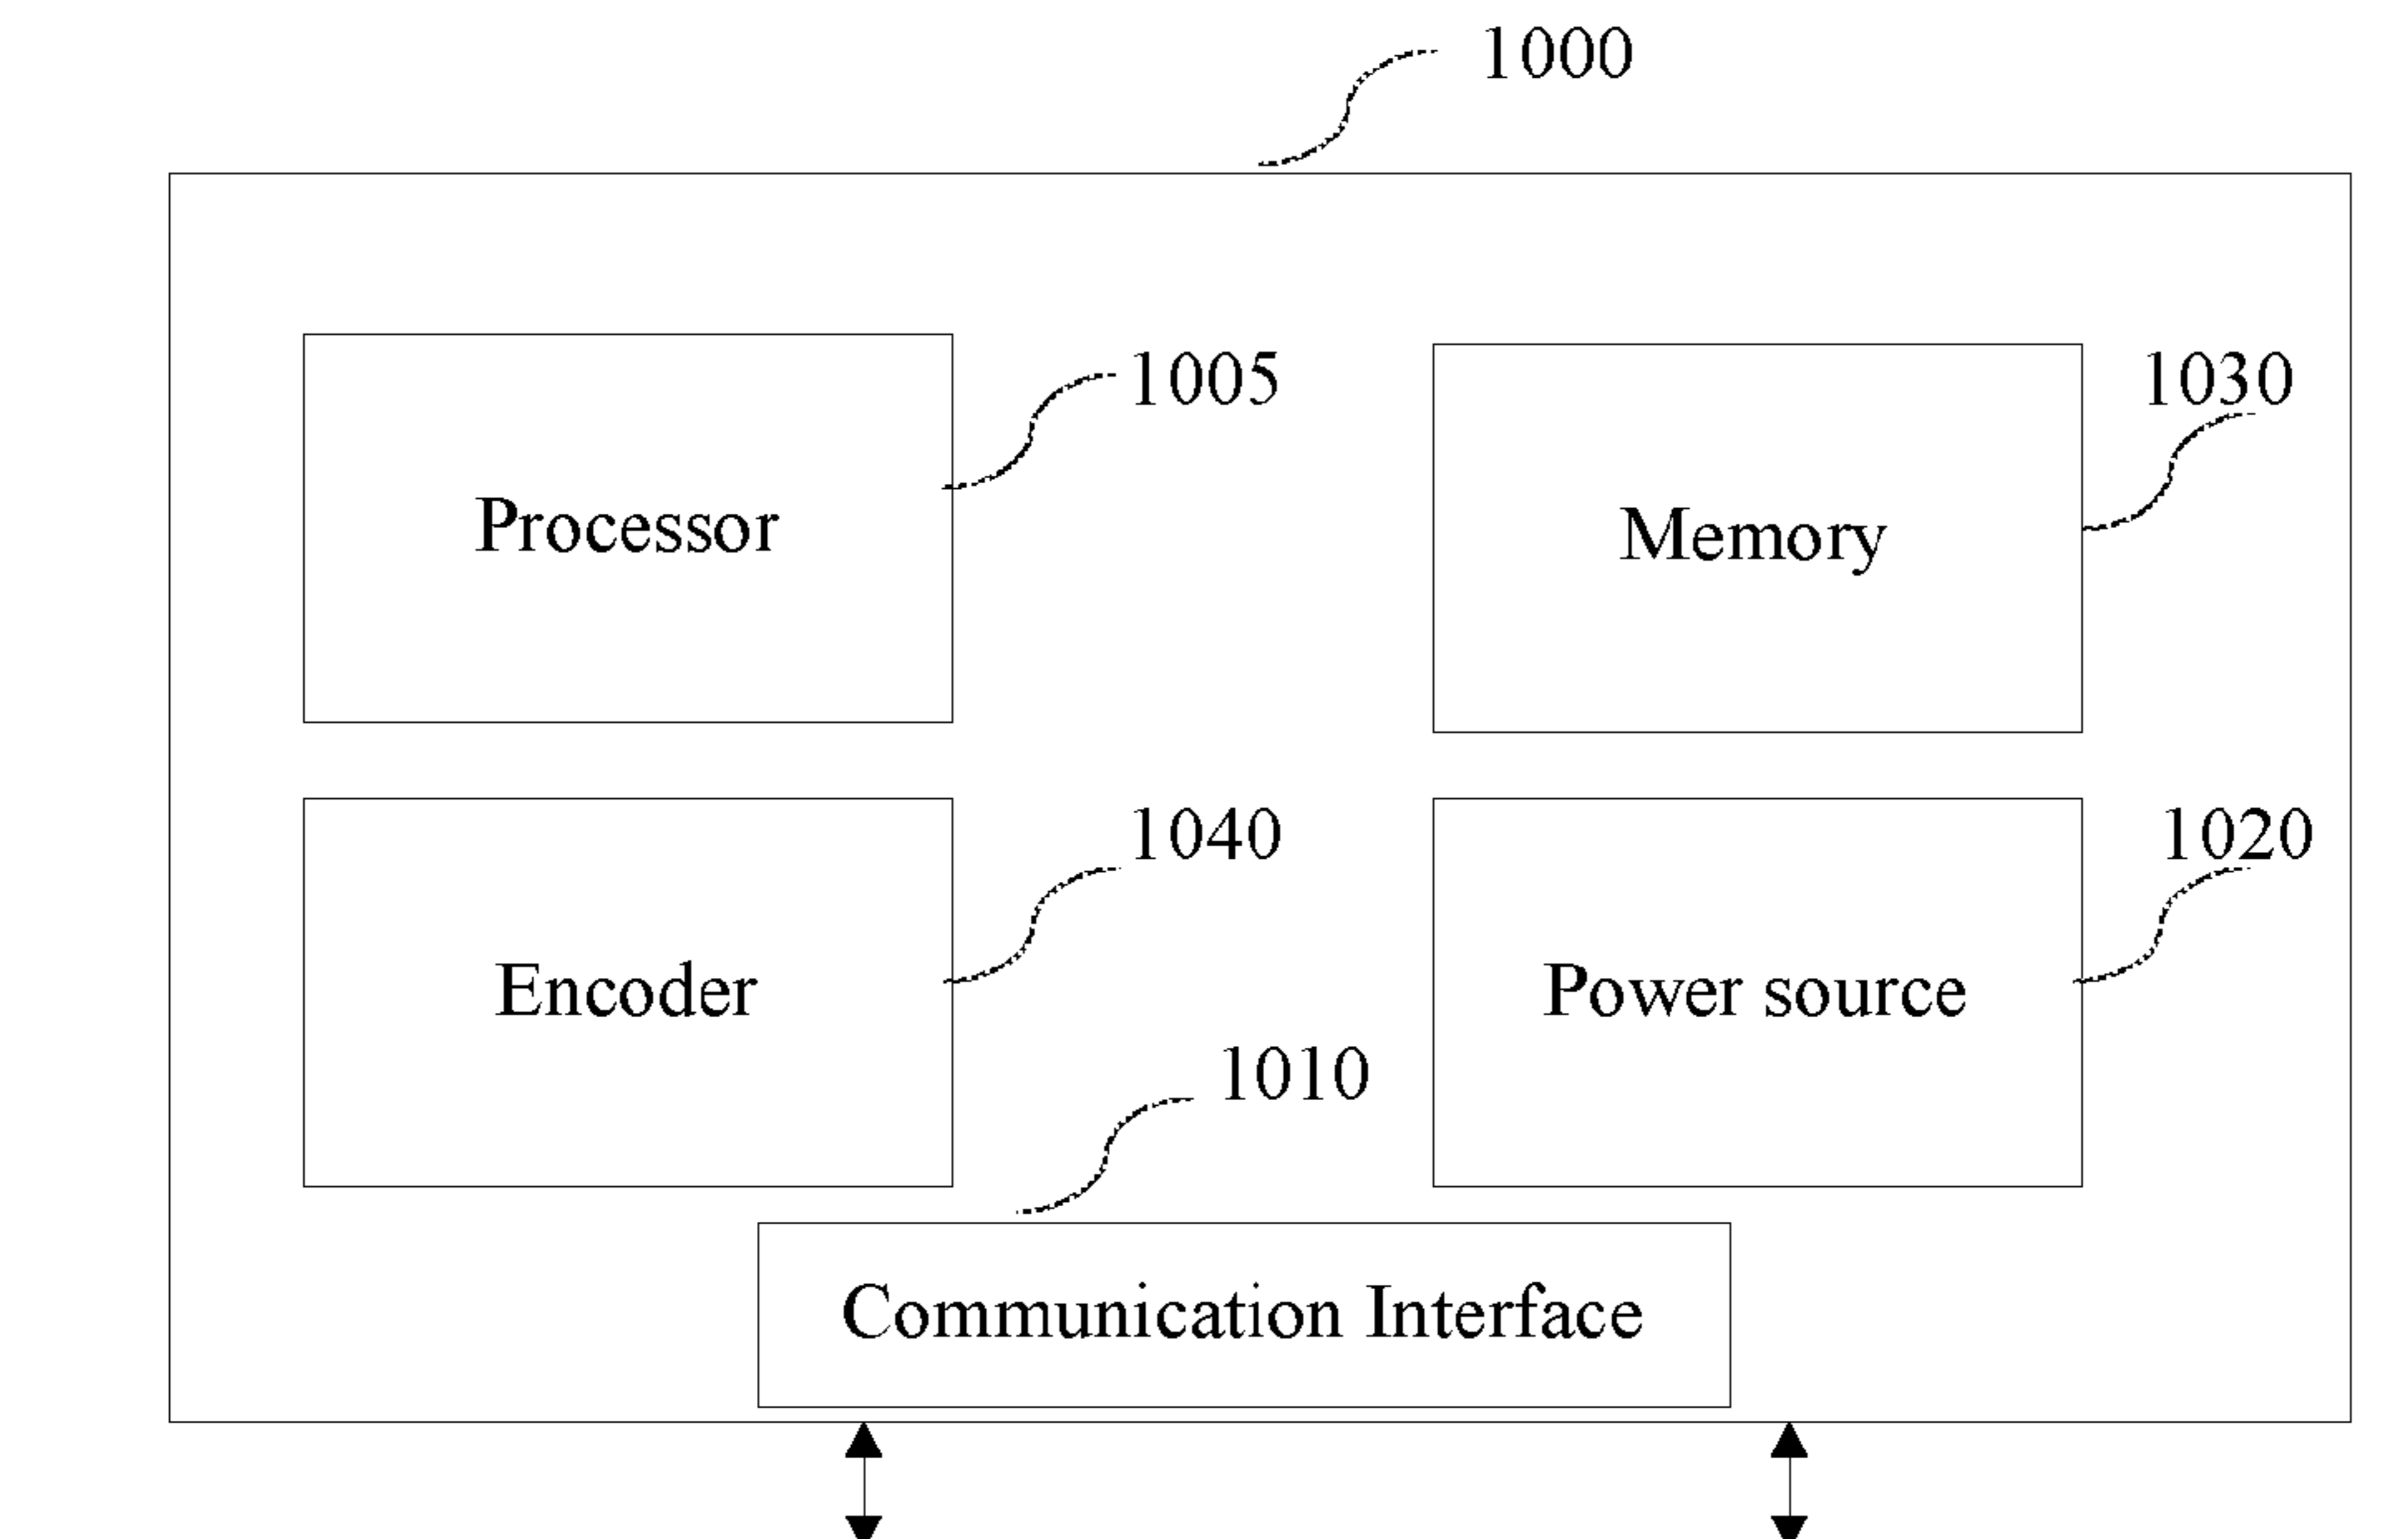 1000
1005
1030
Processor
Memory
1040
1020
Encoder
Power source
1010
Communication Interface